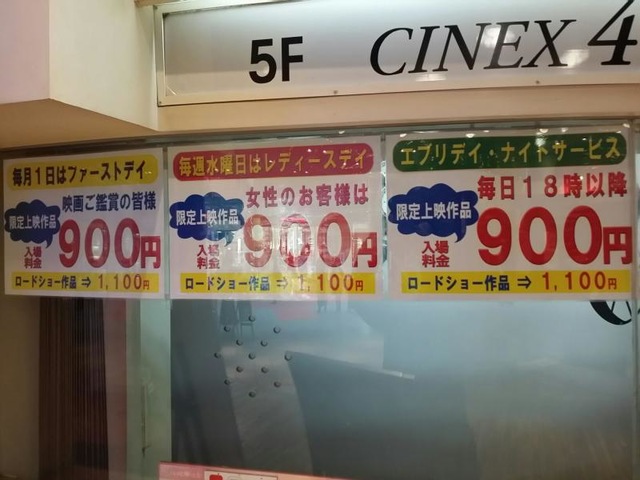 5F CINEX 4
毎月1日はファーストデイ
映画ご鑑賞の皆様
限定上映作品
入場料金
900円
ロードショー作品 ⇒ 1,100円
毎週水曜日はレディースデイ
女性のお客様は
限定上映作品
入場料金
900円
ロードショー作品 ⇒ 1,100円
エブリデイ・ナイトサービス
毎日18時以降
限定上映作品
入場料金
900円
ロードショー作品 ⇒ 1,100円